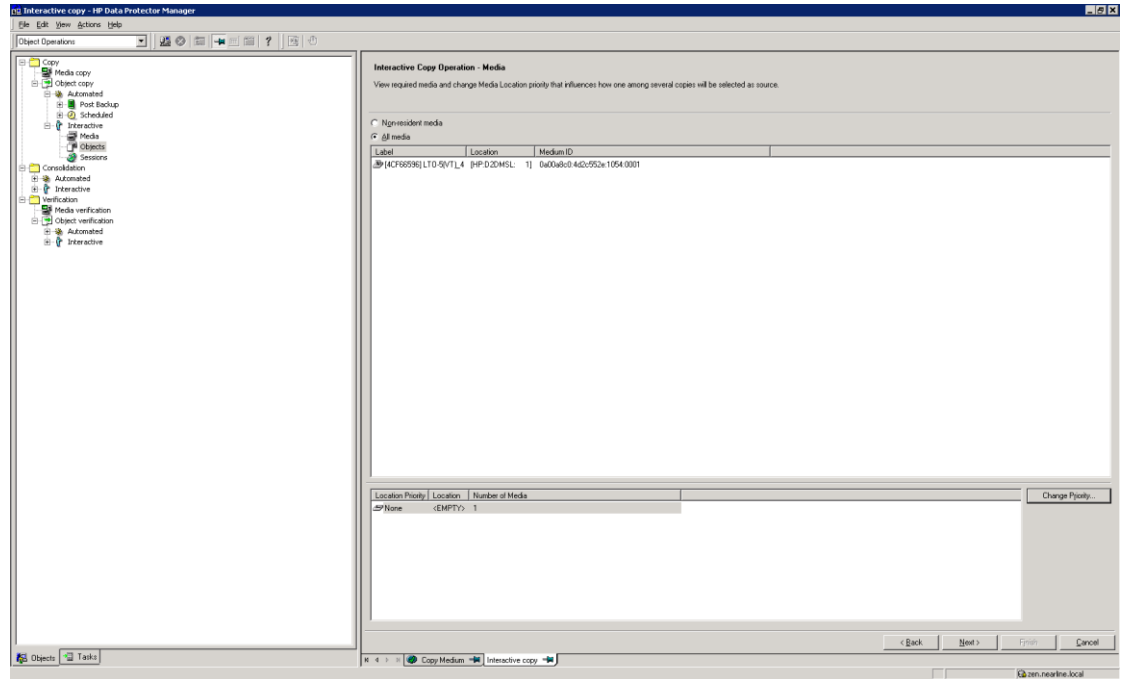 Interactive copy - HP Data Protector Manager
File Edit View Actions Help
Object Operations
Copy
Media copy
Object copy
Automated
Post Backup
Scheduled
Interactive
Media
Objects
Sessions
Consolidation
Automated
Interactive
Verification
Media verification
Object verification
Automated
Interactive
Objects Tasks
Interactive Copy Operation - Media
View required media and change Media Location priority that influences how one among several copies will be selected as source.
Non-resident media
All media
Label Location Medium ID
[4CF66596] LTO-5(VT)_4 [HP:D2DMSL: 1] 0a00a8c0:4d2c552e:1054:0001
Location Priority Location Number of Media
None <EMPTY> 1
Change Priority...
< Back Next > Finish Cancel
Copy Medium Interactive copy
zen.nearline.local